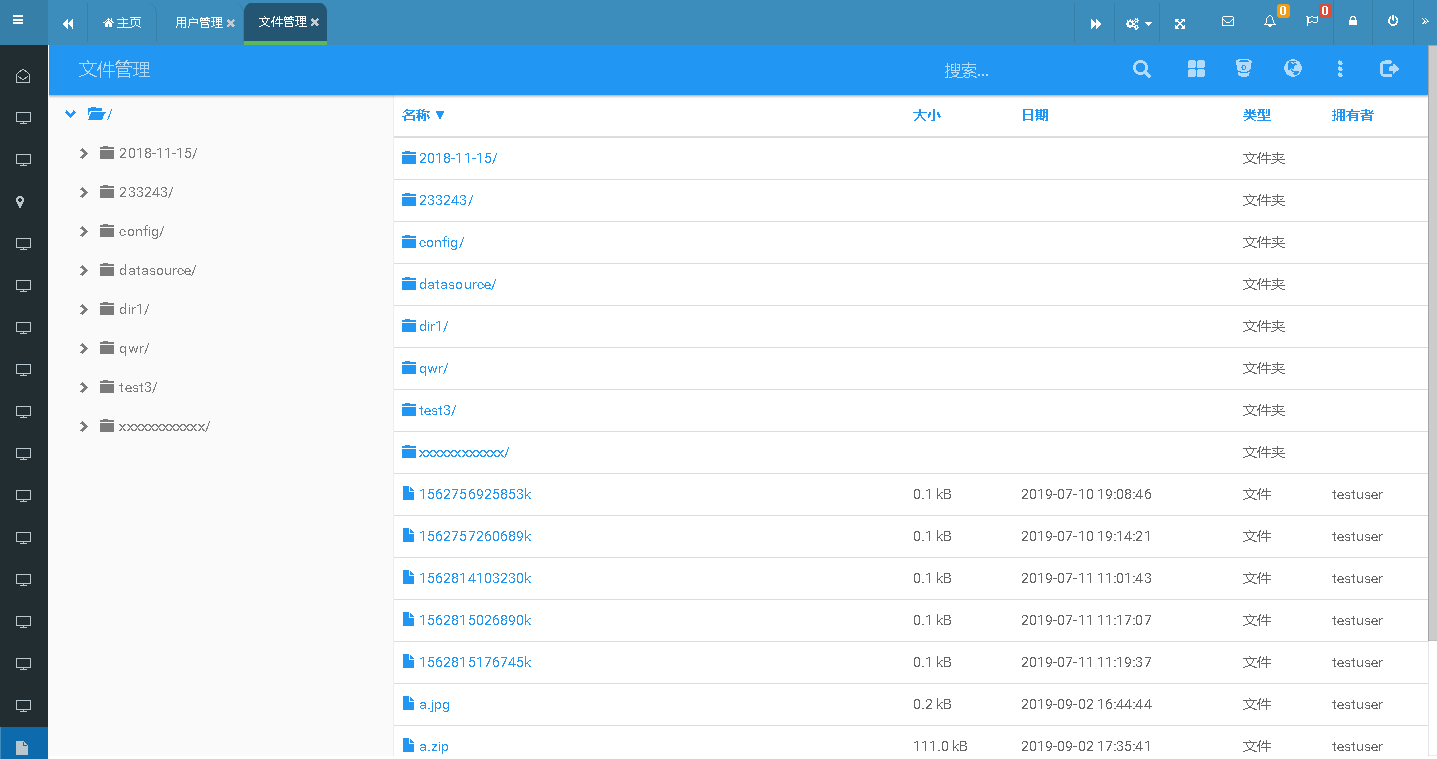 主页 用户管理 文件管理 0 0
文件管理 搜索...
/
2018-11-15/
233243/
config/
datasource/
dir1/
qwr/
test3/
xxxxxxxxxxx/
名称 ▼ 大小 日期 类型 拥有者
2018-11-15/ 文件夹
233243/ 文件夹
config/ 文件夹
datasource/ 文件夹
dir1/ 文件夹
qwr/ 文件夹
test3/ 文件夹
xxxxxxxxxxx/ 文件夹
1562756925853k 0.1 kB 2019-07-10 19:08:46 文件 testuser
1562757260689k 0.1 kB 2019-07-10 19:14:21 文件 testuser
1562814103230k 0.1 kB 2019-07-11 11:01:43 文件 testuser
1562815026890k 0.1 kB 2019-07-11 11:17:07 文件 testuser
1562815176745k 0.1 kB 2019-07-11 11:19:37 文件 testuser
a.jpg 0.2 kB 2019-09-02 16:44:44 文件 testuser
a.zip 111.0 kB 2019-09-02 17:35:41 文件 testuser